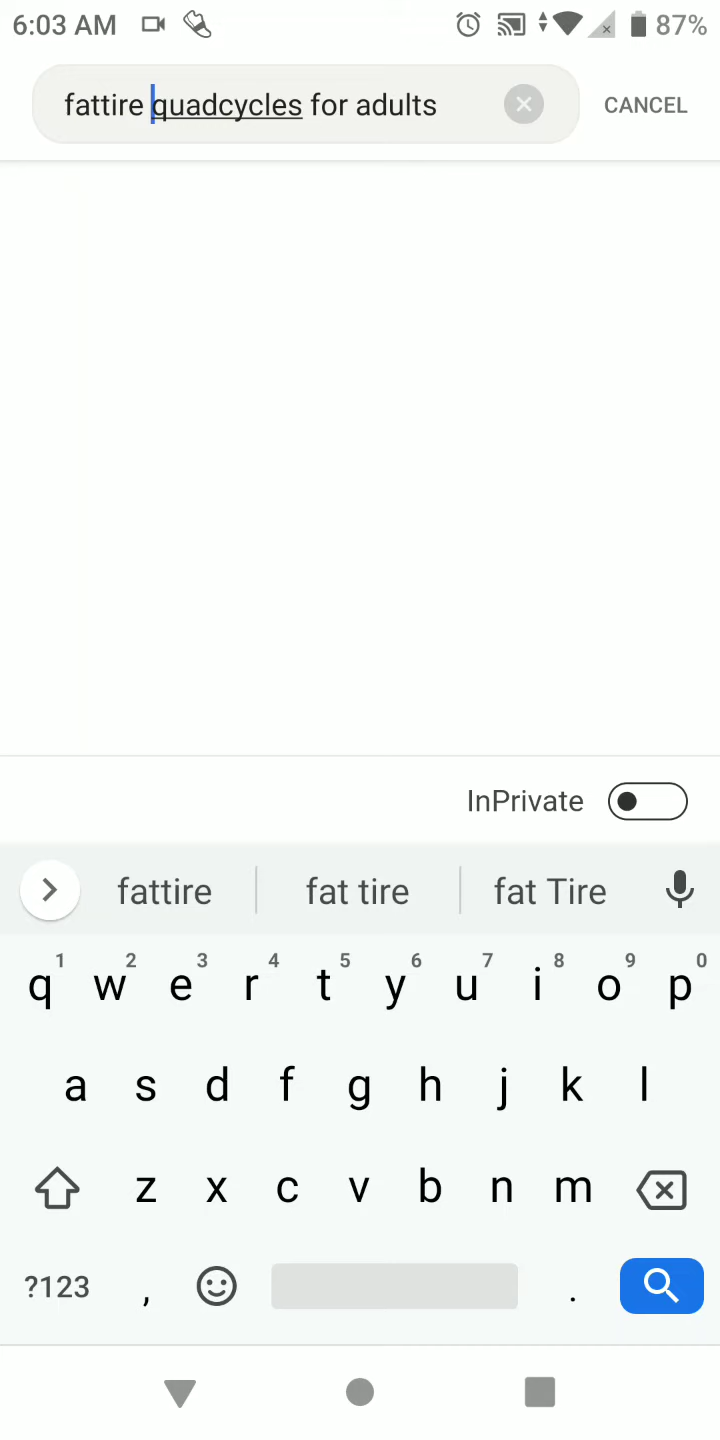 6:03 AM 87%
fattire quadcycles for adults CANCEL
InPrivate
fattire fat tire fat Tire
1 2 3 4 5 6 7 8 9 0
q w e r t y u i o p
a s d f g h j k l
z x c v b n m
?123 , .